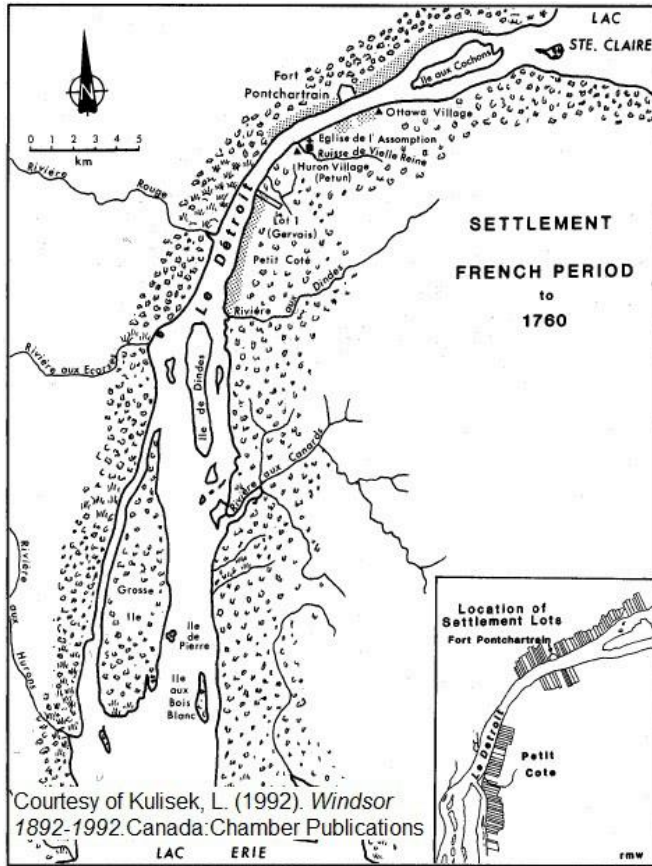 LAC
STE. CLAIRE
Ile aux Cochons
Fort
Pontchartrain
Ottawa Village
Eglise de l'Assomption
Ruisse de Vielle Reine
Huron Village
(Petun)
N
0 1 2 3 4 5
km
Rivière
Rouge
Lot 1
(Gervais)
Petit Coté
Le Détroit
SETTLEMENT
FRENCH PERIOD
to
1760
Riviére aux Dindes
Rivière aux Ecorses
Ile de Dindes
Rivière aux Canards
Rivière
aux Hurons
Grosse
Ile
Ile
de
Pierre
Ile
aux
Bois
Blanc
Location of
Settlement Lots
Fort Pontchartrain
Le Détroit
Petit
Cote
rmw
Courtesy of Kulisek, L. (1992). Windsor
1892-1992.Canada:Chamber Publications
LAC ERIE